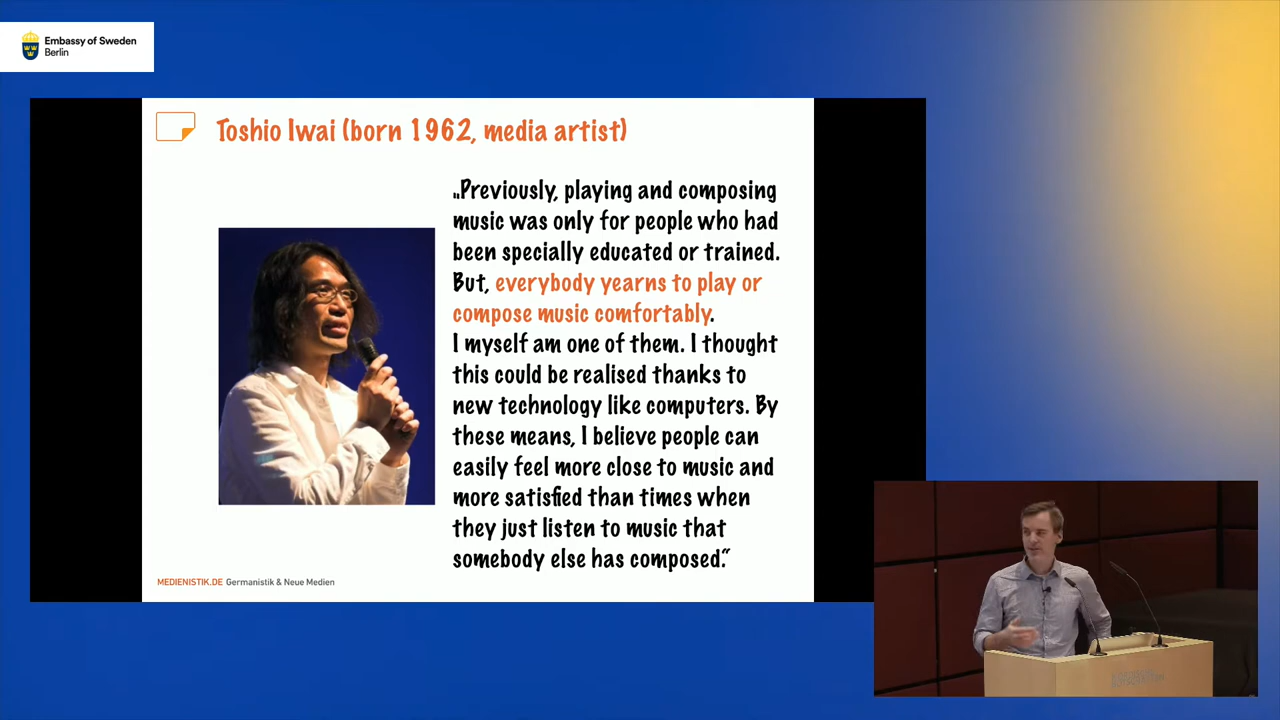 Embassy of Sweden
Berlin
Toshio Iwai (born 1962, media artist)
„Previously, playing and composing
music was only for people who had
been specially educated or trained.
But, everybody yearns to play or
compose music comfortably.
I myself am one of them. I thought
this could be realised thanks to
new technology like computers. By
these means, I believe people can
easily feel more close to music and
more satisfied than times when
they just listen to music that
somebody else has composed.“
MEDIENISTIK.DE Germanistik & Neue Medien